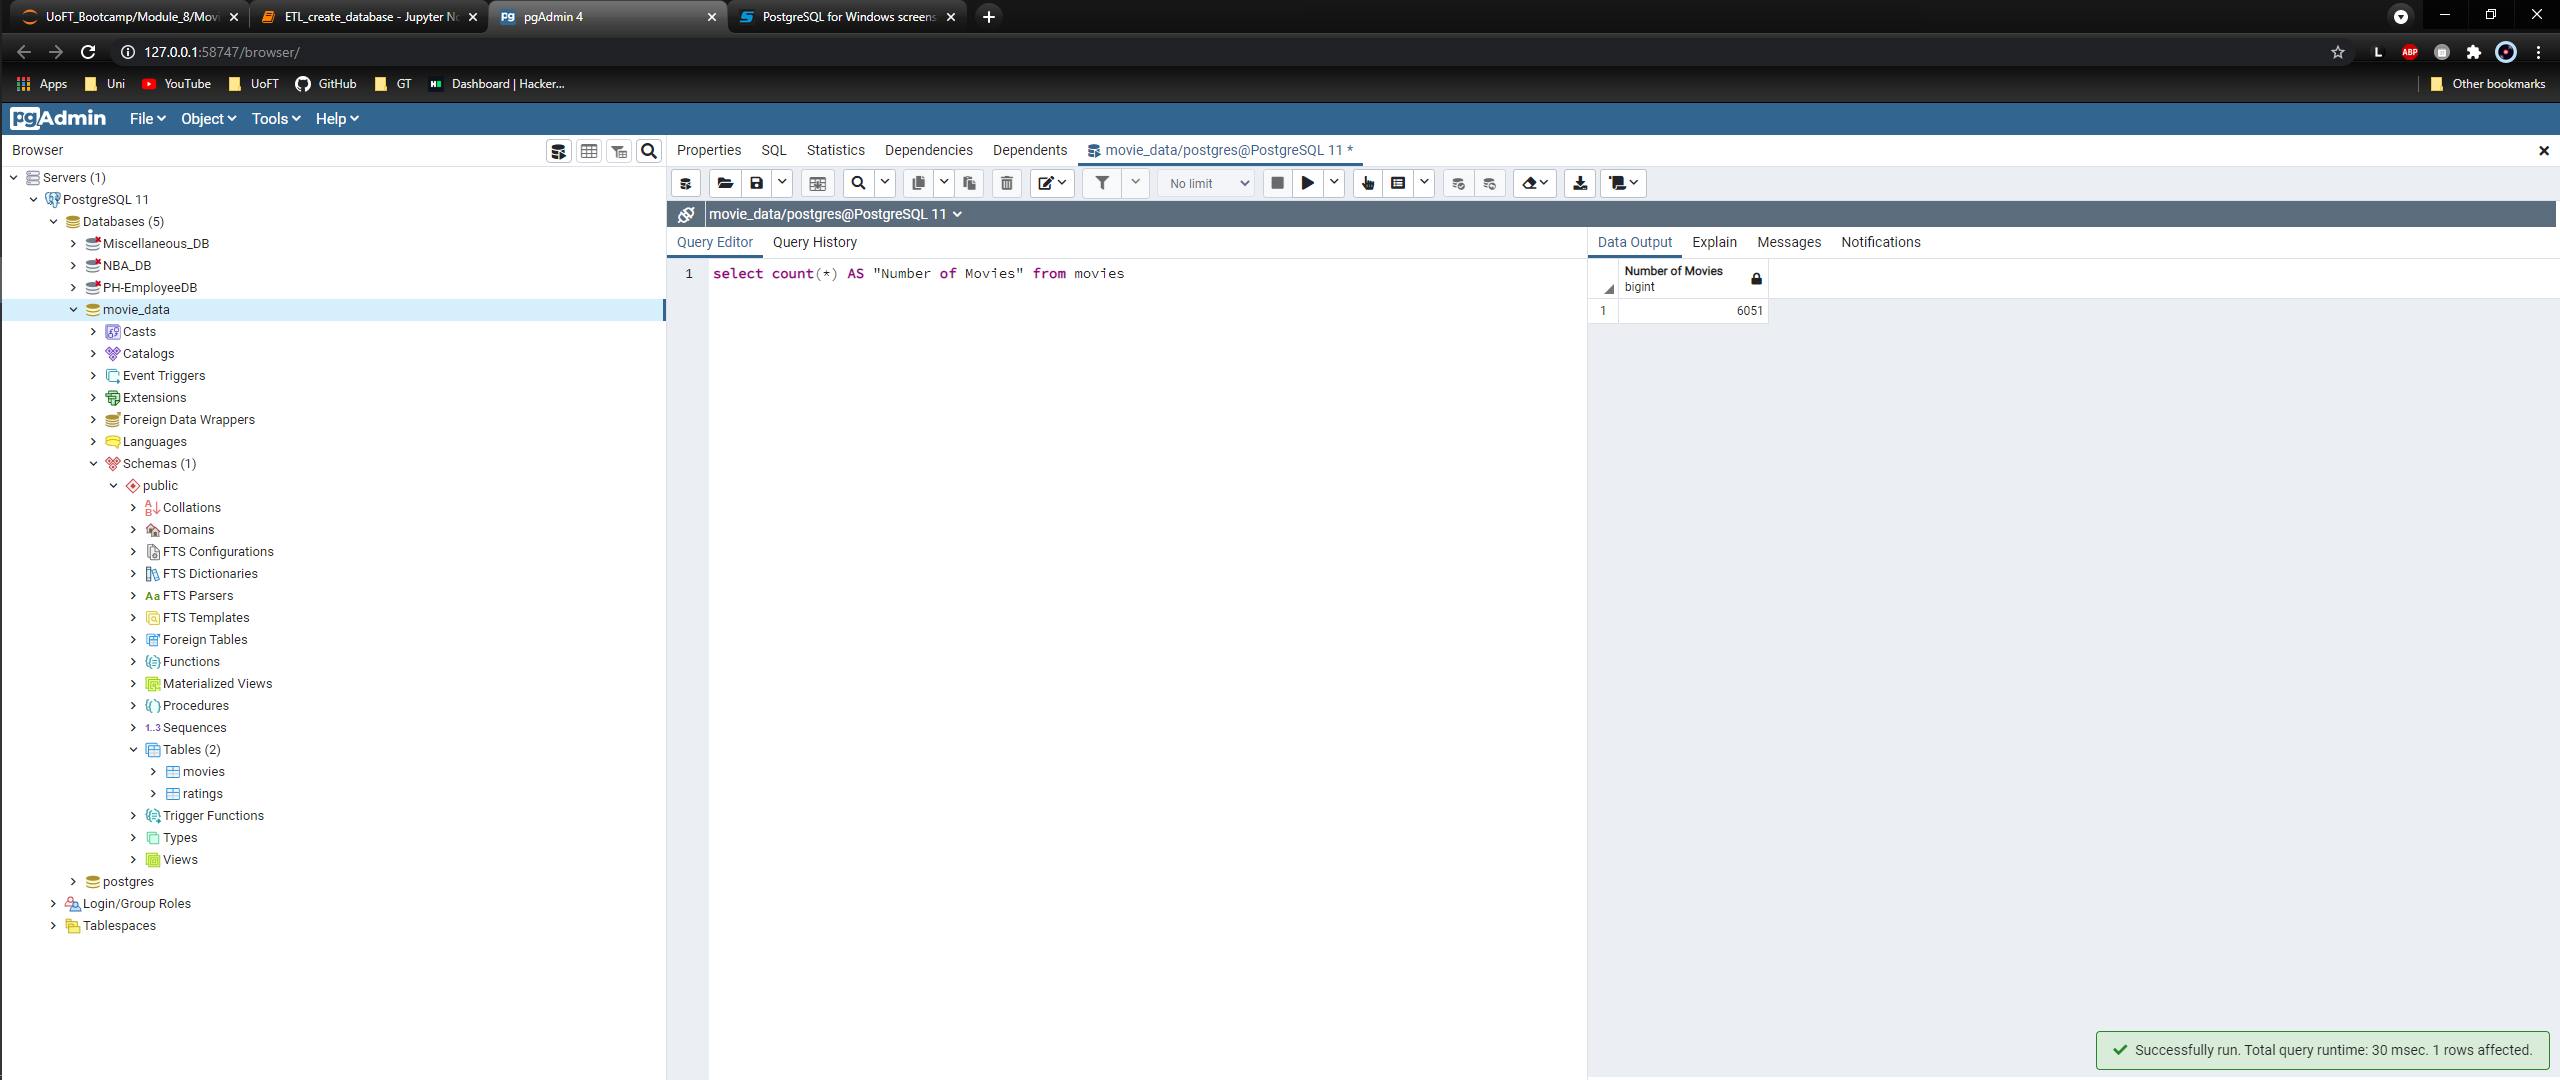 UoFT_Bootcamp/Module_8/Movi
ETL_create_database - Jupyter No
pgAdmin 4
PostgreSQL for Windows screens
127.0.0.1:58747/browser/
Apps
Uni
YouTube
UoFT
GitHub
GT
Dashboard | Hacker...
Other bookmarks
pgAdmin
File
Object
Tools
Help
Browser
Properties
SQL
Statistics
Dependencies
Dependents
movie_data/postgres@PostgreSQL 11 *
No limit
movie_data/postgres@PostgreSQL 11
Query Editor
Query History
1 select count(*) AS "Number of Movies" from movies
Data Output
Explain
Messages
Notifications
Number of Movies
bigint
1 6051
Servers (1)
PostgreSQL 11
Databases (5)
Miscellaneous_DB
NBA_DB
PH-EmployeeDB
movie_data
Casts
Catalogs
Event Triggers
Extensions
Foreign Data Wrappers
Languages
Schemas (1)
public
Collations
Domains
FTS Configurations
FTS Dictionaries
Aa FTS Parsers
FTS Templates
Foreign Tables
Functions
Materialized Views
Procedures
1..3 Sequences
Tables (2)
movies
ratings
Trigger Functions
Types
Views
postgres
Login/Group Roles
Tablespaces
Successfully run. Total query runtime: 30 msec. 1 rows affected.